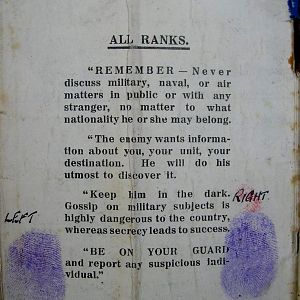 ALL RANKS.
"REMEMBER — Never
discuss military, naval, or air
matters in public or with any
stranger, no matter to what
nationality he or she may belong.
"The enemy wants informa-
tion about you, your unit, your
destination. He will do his
utmost to discover it.
"Keep him in the dark.
Gossip on military subjects is
highly dangerous to the country,
whereas secrecy leads to success.
"BE ON YOUR GUARD
and report any suspicious indi-
vidual."
LEFT
RIGHT